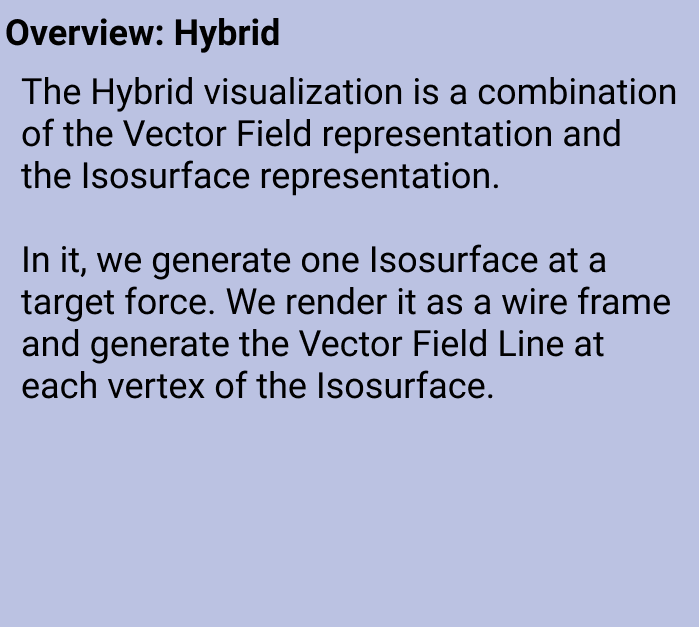 Overview: Hybrid
The Hybrid visualization is a combination
of the Vector Field representation and
the Isosurface representation.
In it, we generate one Isosurface at a
target force. We render it as a wire frame
and generate the Vector Field Line at
each vertex of the Isosurface.